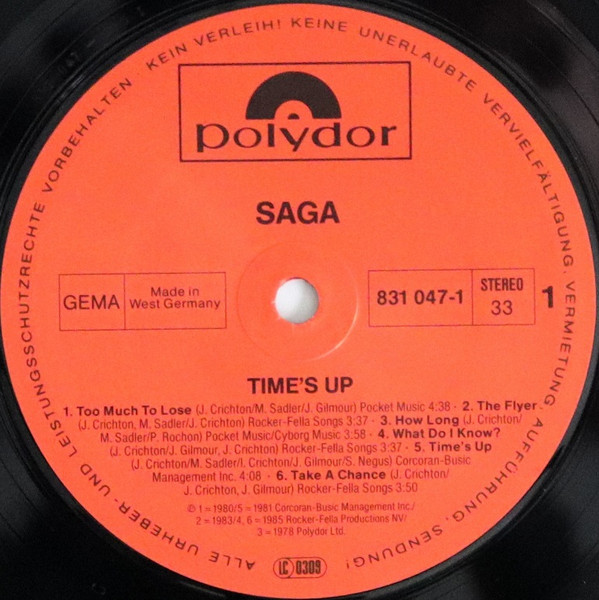 ALLE URHEBER- UND LEISTUNGSSCHUTZRECHTE VORBEHALTEN KEIN VERLEIH! KEINE UNERLAUBTE VERVIELFÄLTIGUNG, VERMIETUNG, AUFFÜHRUNG, SENDUNG!
polydor
SAGA
GEMA
Made in
West Germany
831 047-1
STEREO
33
1
TIME'S UP
1. Too Much To Lose (J. Crichton/M. Sadler/J. Gilmour) Pocket Music 4:38 · 2. The Flyer
(J. Crichton, M. Sadler/J. Crichton) Rocker-Fella Songs 3:37 · 3. How Long (J. Crichton/
M. Sadler/P. Rochon) Pocket Music/Cyborg Music 3:58 · 4. What Do I Know?
(J. Crichton/J. Gilmour, J. Crichton) Rocker-Fella Songs 3:37 · 5. Time's Up
(J. Crichton/M. Sadler/I. Crichton/J. Gilmour/S. Negus) Corcoran-Busic
Management Inc. 4:08 · 6. Take A Chance (J. Crichton/
J. Crichton, J. Gilmour) Rocker-Fella Songs 3:50
℗ 1 = 1980/5 = 1981 Corcoran-Busic Management Inc./
2 = 1983/4, 6 = 1985 Rocker-Fella Productions NV/
3 = 1978 Polydor Ltd.
LC 0309